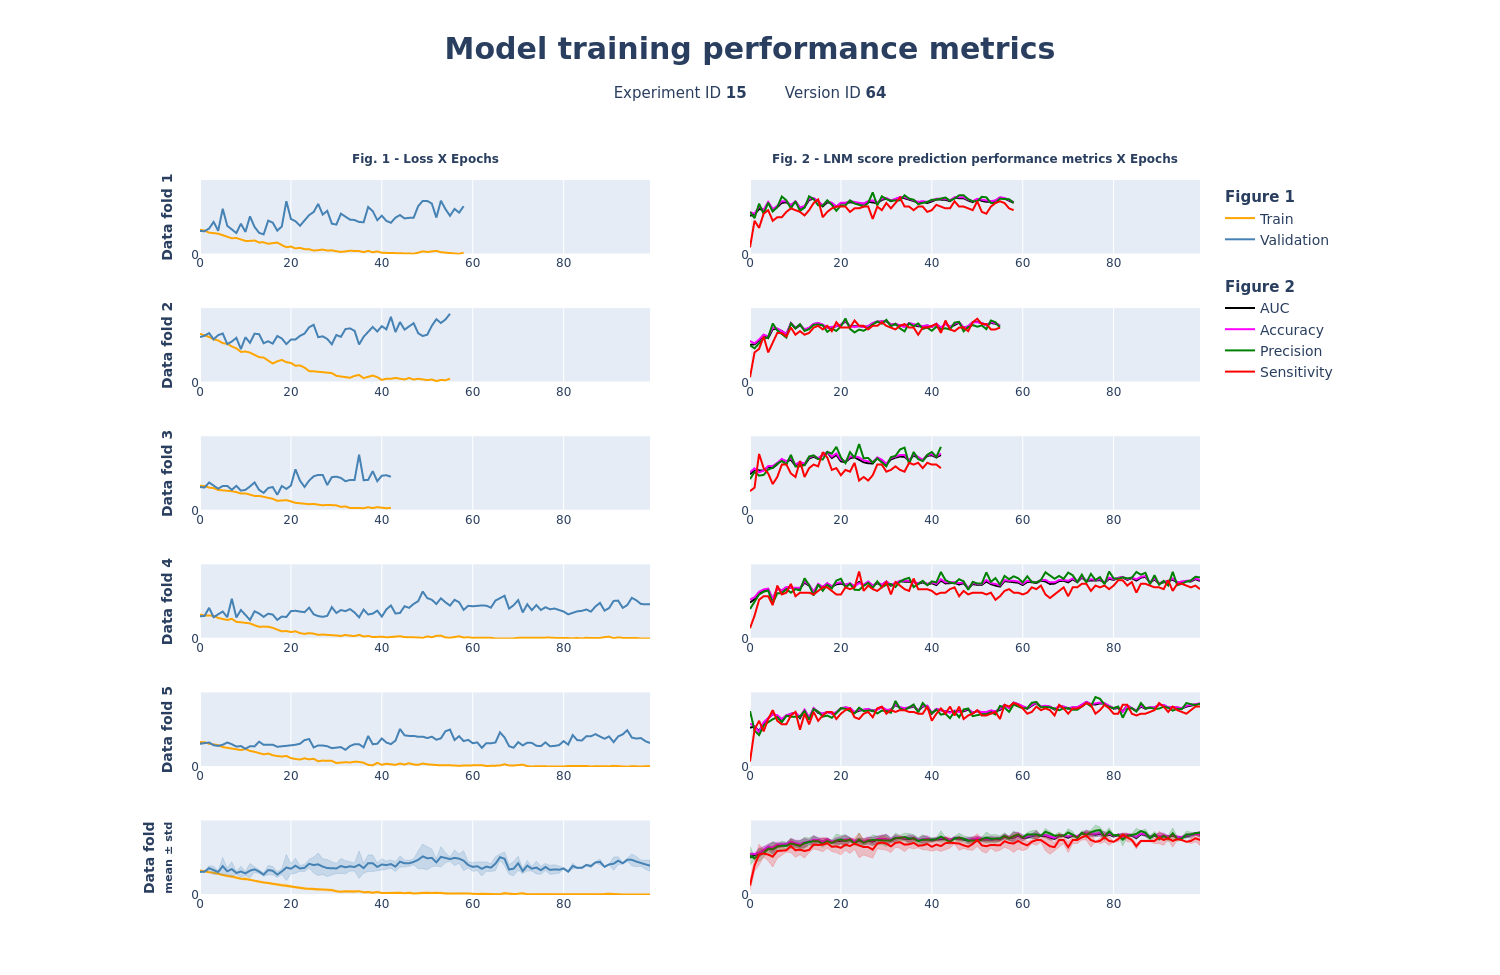 Model training performance metrics
Experiment ID 15 Version ID 64
Fig. 1 - Loss X Epochs
Fig. 2 - LNM score prediction performance metrics X Epochs
Data fold 1
0
0 20 40 60 80
0
0 20 40 60 80
Figure 1
Train
Validation
Figure 2
AUC
Accuracy
Precision
Sensitivity
Data fold 2
0
0 20 40 60 80
0
0 20 40 60 80
Data fold 3
0
0 20 40 60 80
0
0 20 40 60 80
Data fold 4
0
0 20 40 60 80
0
0 20 40 60 80
Data fold 5
0
0 20 40 60 80
0
0 20 40 60 80
Data fold
mean ± std
0
0 20 40 60 80
0
0 20 40 60 80